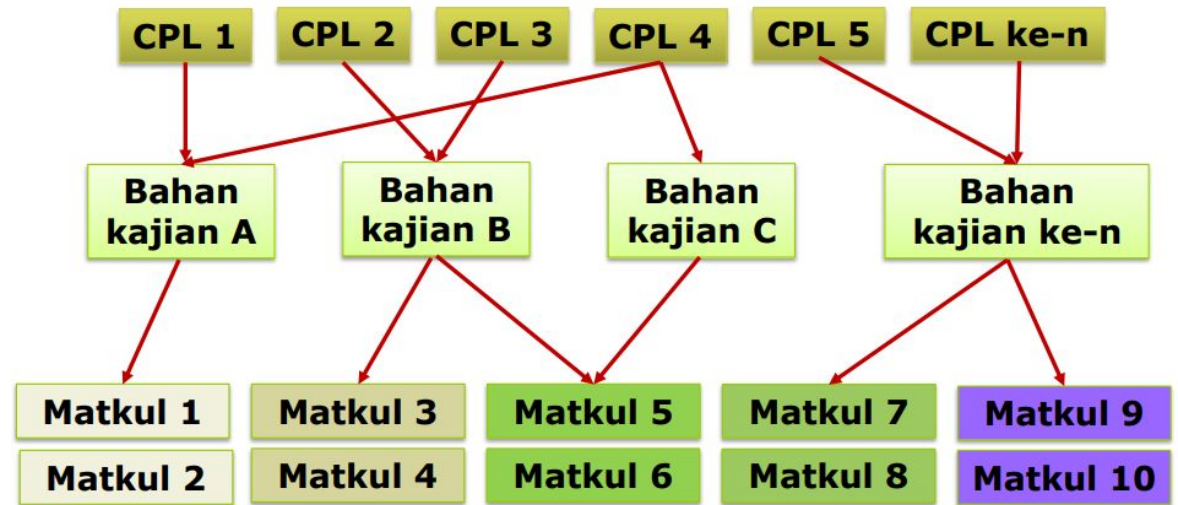 CPL 1
CPL 2
CPL 3
CPL 4
CPL 5
CPL ke-n
Bahan
kajian A
Bahan
kajian B
Bahan
kajian C
Bahan
kajian ke-n
Matkul 1
Matkul 3
Matkul 5
Matkul 7
Matkul 9
Matkul 2
Matkul 4
Matkul 6
Matkul 8
Matkul 10